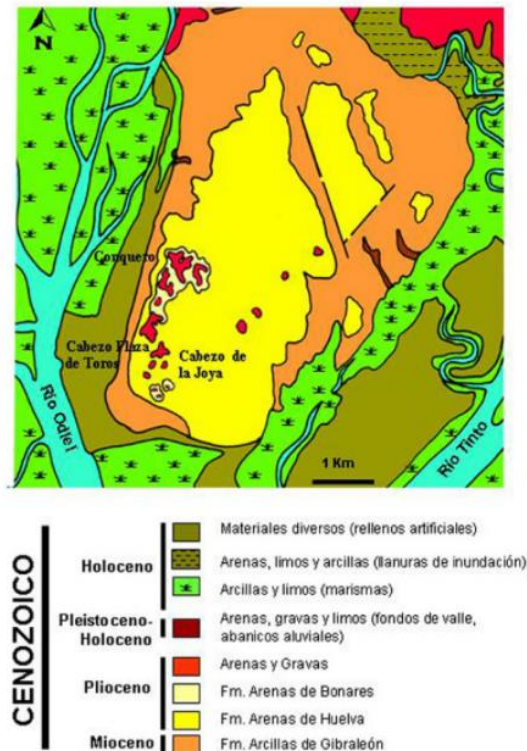 N
Conquero
Cabezo Plaza
de Toros
Cabezo de
la Joya
Río Odiel
Río Tinto
1 Km
CENOZOICO
Holoceno
Materiales diversos (rellenos artificiales)
Arenas, limos y arcillas (llanuras de inundación)
Arcillas y limos (marismas)
Pleistoceno-
Holoceno
Arenas, gravas y limos (fondos de valle,
abanicos aluviales)
Plioceno
Arenas y Gravas
Fm. Arenas de Bonares
Fm. Arenas de Huelva
Mioceno
Fm. Arcillas de Gibraleón